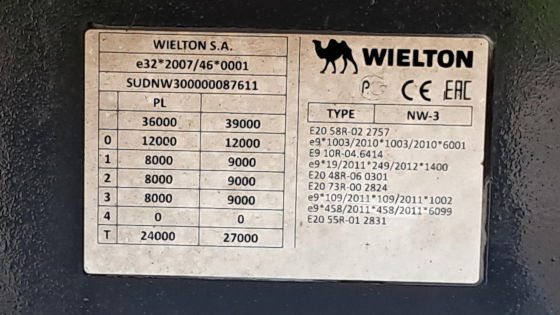 WIELTON S.A.
e32*2007/46*0001
SUDNW300000087611
PL
36000 39000
0 12000 12000
1 8000 9000
2 8000 9000
3 8000 9000
4 0 0
T 24000 27000
WIELTON
CE EAC
TYPE NW-3
E20 58R-02 2757
e9*1003/2010*1003/2010*6001
E9 10R-04.6414
e9*19/2011*249/2012*1400
E20 48R-06 0301
E20 73R-00 2824
e9*109/2011*109/2011*1002
e9*458/2011*458/2011*6099
E20 55R-01 2831